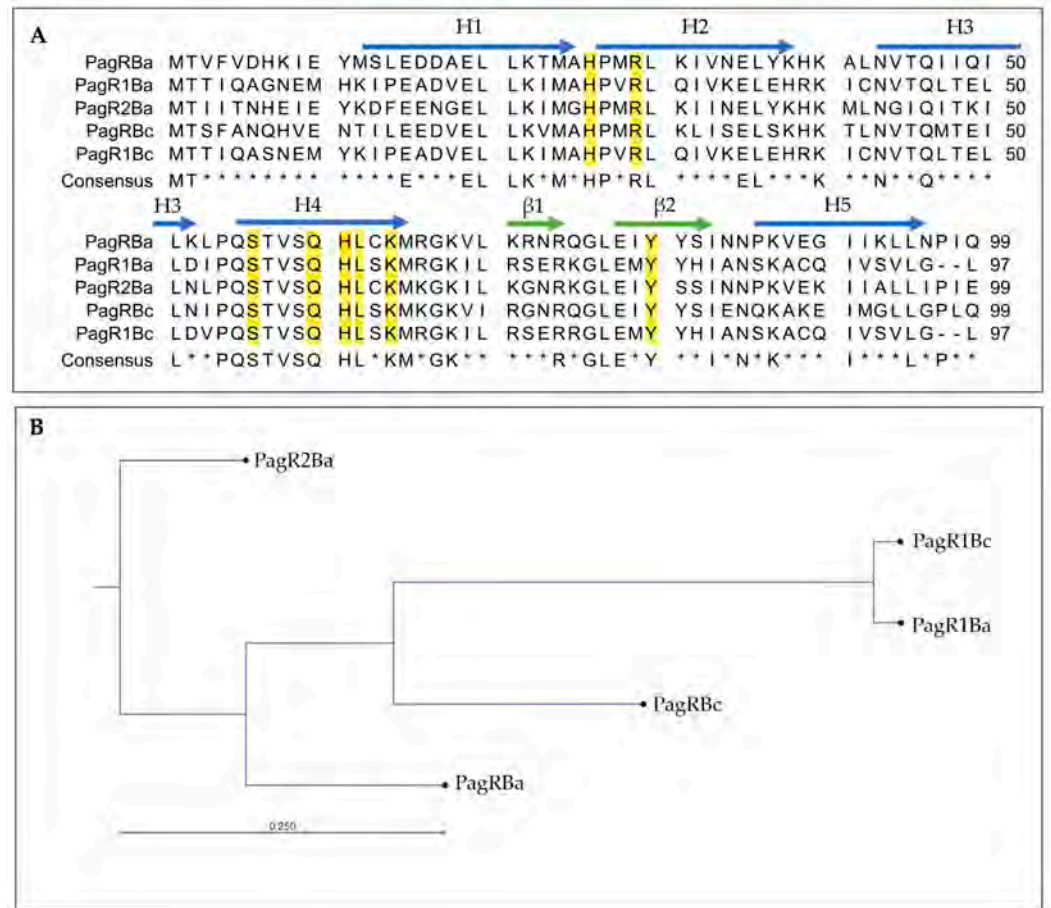 A
H1 H2 H3
PagRBa MTVFVDHKIE YMSLEDDAEL LKTMAHPMRL KIVNELYKHK ALNVTQIIQI 50
PagR1Ba MTTIQAGNEM HKIPEADVEL LKIMAHPVRL QIVKELEHRK ICNVTQLTEL 50
PagR2Ba MTIITNHEIE YKDFEENGEL LKIMGHPMRL KIINELYKHK MLNGIQITKI 50
PagRBc MTSFANQHVE NTILEEDVEL LKVMAHPMRL KLISELSKHK TLNVTQMTEI 50
PagR1Bc MTTIQASNEM YKIPEADVEL LKIMAHPVRL QIVKELEHRK ICNVTQLTEL 50
Consensus MT******** ****E***EL LK*M*HP*RL ****EL***K **N**Q****
H3 H4 β1 β2 H5
PagRBa LKLPQSTVSQ HLCKMRGKVL KRNRQGLEIY YSINNPKVEG IIKLLNPIQ 99
PagR1Ba LDIPQSTVSQ HLSKMRGKIL RSERKGLEMY YHIANSKACQ IVSVLG--L 97
PagR2Ba LNLPQSTVSQ HLCKMKGKIL KGNRKGLEIY SSINNPKVEK IIALLIPIE 99
PagRBc LNIPQSTVSQ HLSKMKGKVI RGNRQGLEIY YSIENQKAKE IMGLLGPLQ 99
PagR1Bc LDVPQSTVSQ HLSKMRGKIL RSERRGLEMY YHIANSKACQ IVSVLG--L 97
Consensus L**PQSTVSQ HL*KM*GK** ***R*GLE*Y **I*N*K*** I***L*P**
B
PagR2Ba
PagR1Bc
PagR1Ba
PagRBc
PagRBa
0.250